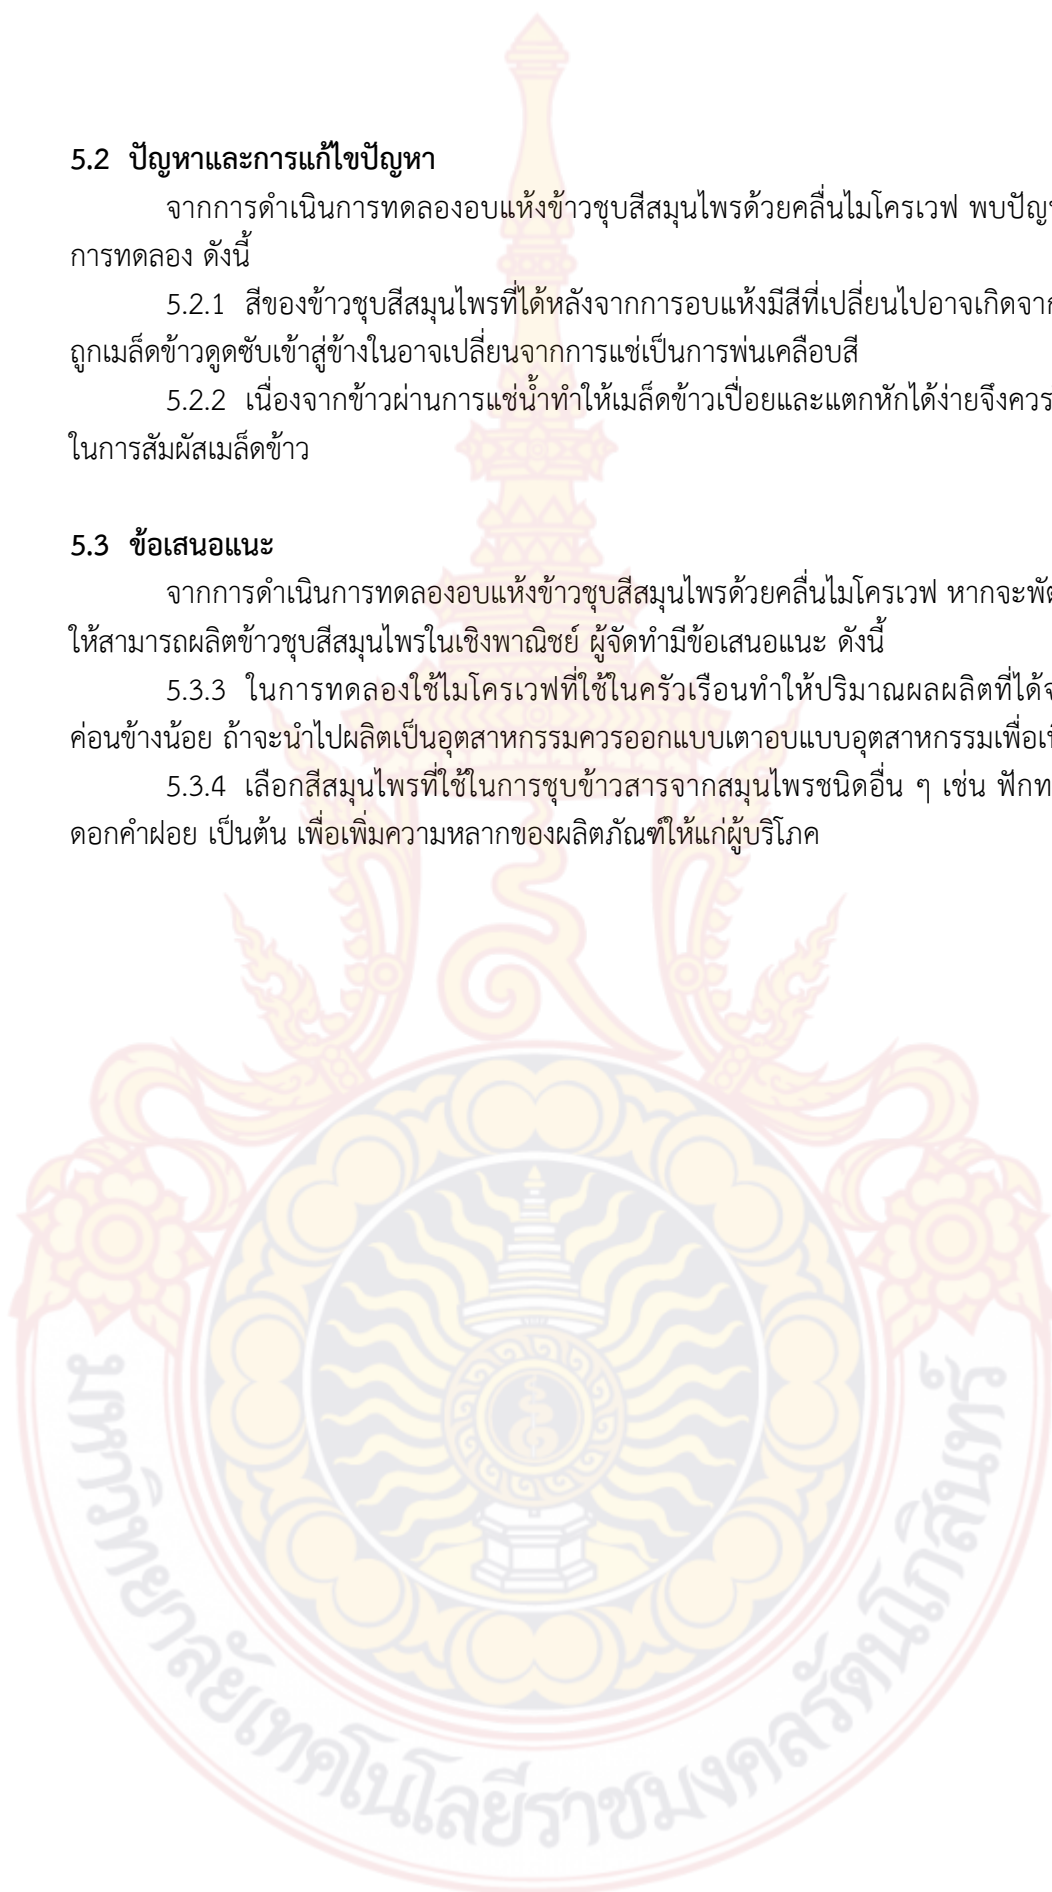 5.2 ปัญหาและการแก้ไขปัญหา
จากการดำเนินการทดลองอบแห้งข้าวชุบสีสมุนไพรด้วยคลื่นไมโครเวฟ พบปัญ
การทดลอง ดังนี้
5.2.1 สีของข้าวชุบสีสมุนไพรที่ได้หลังจากการอบแห้งมีสีที่เปลี่ยนไปอาจเกิดจา
ถูกเมล็ดข้าวดูดซับเข้าสู่ข้างในอาจเปลี่ยนจากการแช่เป็นการพ่นเคลือบสี
5.2.2 เนื่องจากข้าวผ่านการแช่น้ำทำให้เมล็ดข้าวเปื่อยและแตกหักได้ง่ายจึงควร
ในการสัมผัสเมล็ดข้าว
5.3 ข้อเสนอแนะ
จากการดำเนินการทดลองอบแห้งข้าวชุบสีสมุนไพรด้วยคลื่นไมโครเวฟ หากจะพั
ให้สามารถผลิตข้าวชุบสีสมุนไพรในเชิงพาณิชย์ ผู้จัดทำมีข้อเสนอแนะ ดังนี้
5.3.3 ในการทดลองใช้ไมโครเวฟที่ใช้ในครัวเรือนทำให้ปริมาณผลผลิตที่ได้
ค่อนข้างน้อย ถ้าจะนำไปผลิตเป็นอุตสาหกรรมควรออกแบบเตาอบแบบอุตสาหกรรมเพื่อ
5.3.4 เลือกสีสมุนไพรที่ใช้ในการชุบข้าวสารจากสมุนไพรชนิดอื่น ๆ เช่น ฟักท
ดอกคำฝอย เป็นต้น เพื่อเพิ่มความหลากของผลิตภัณฑ์ให้แก่ผู้บริโภค
มหาวิทยาลัยเทคโนโลยีราชมงคลรัตนโกสินทร์